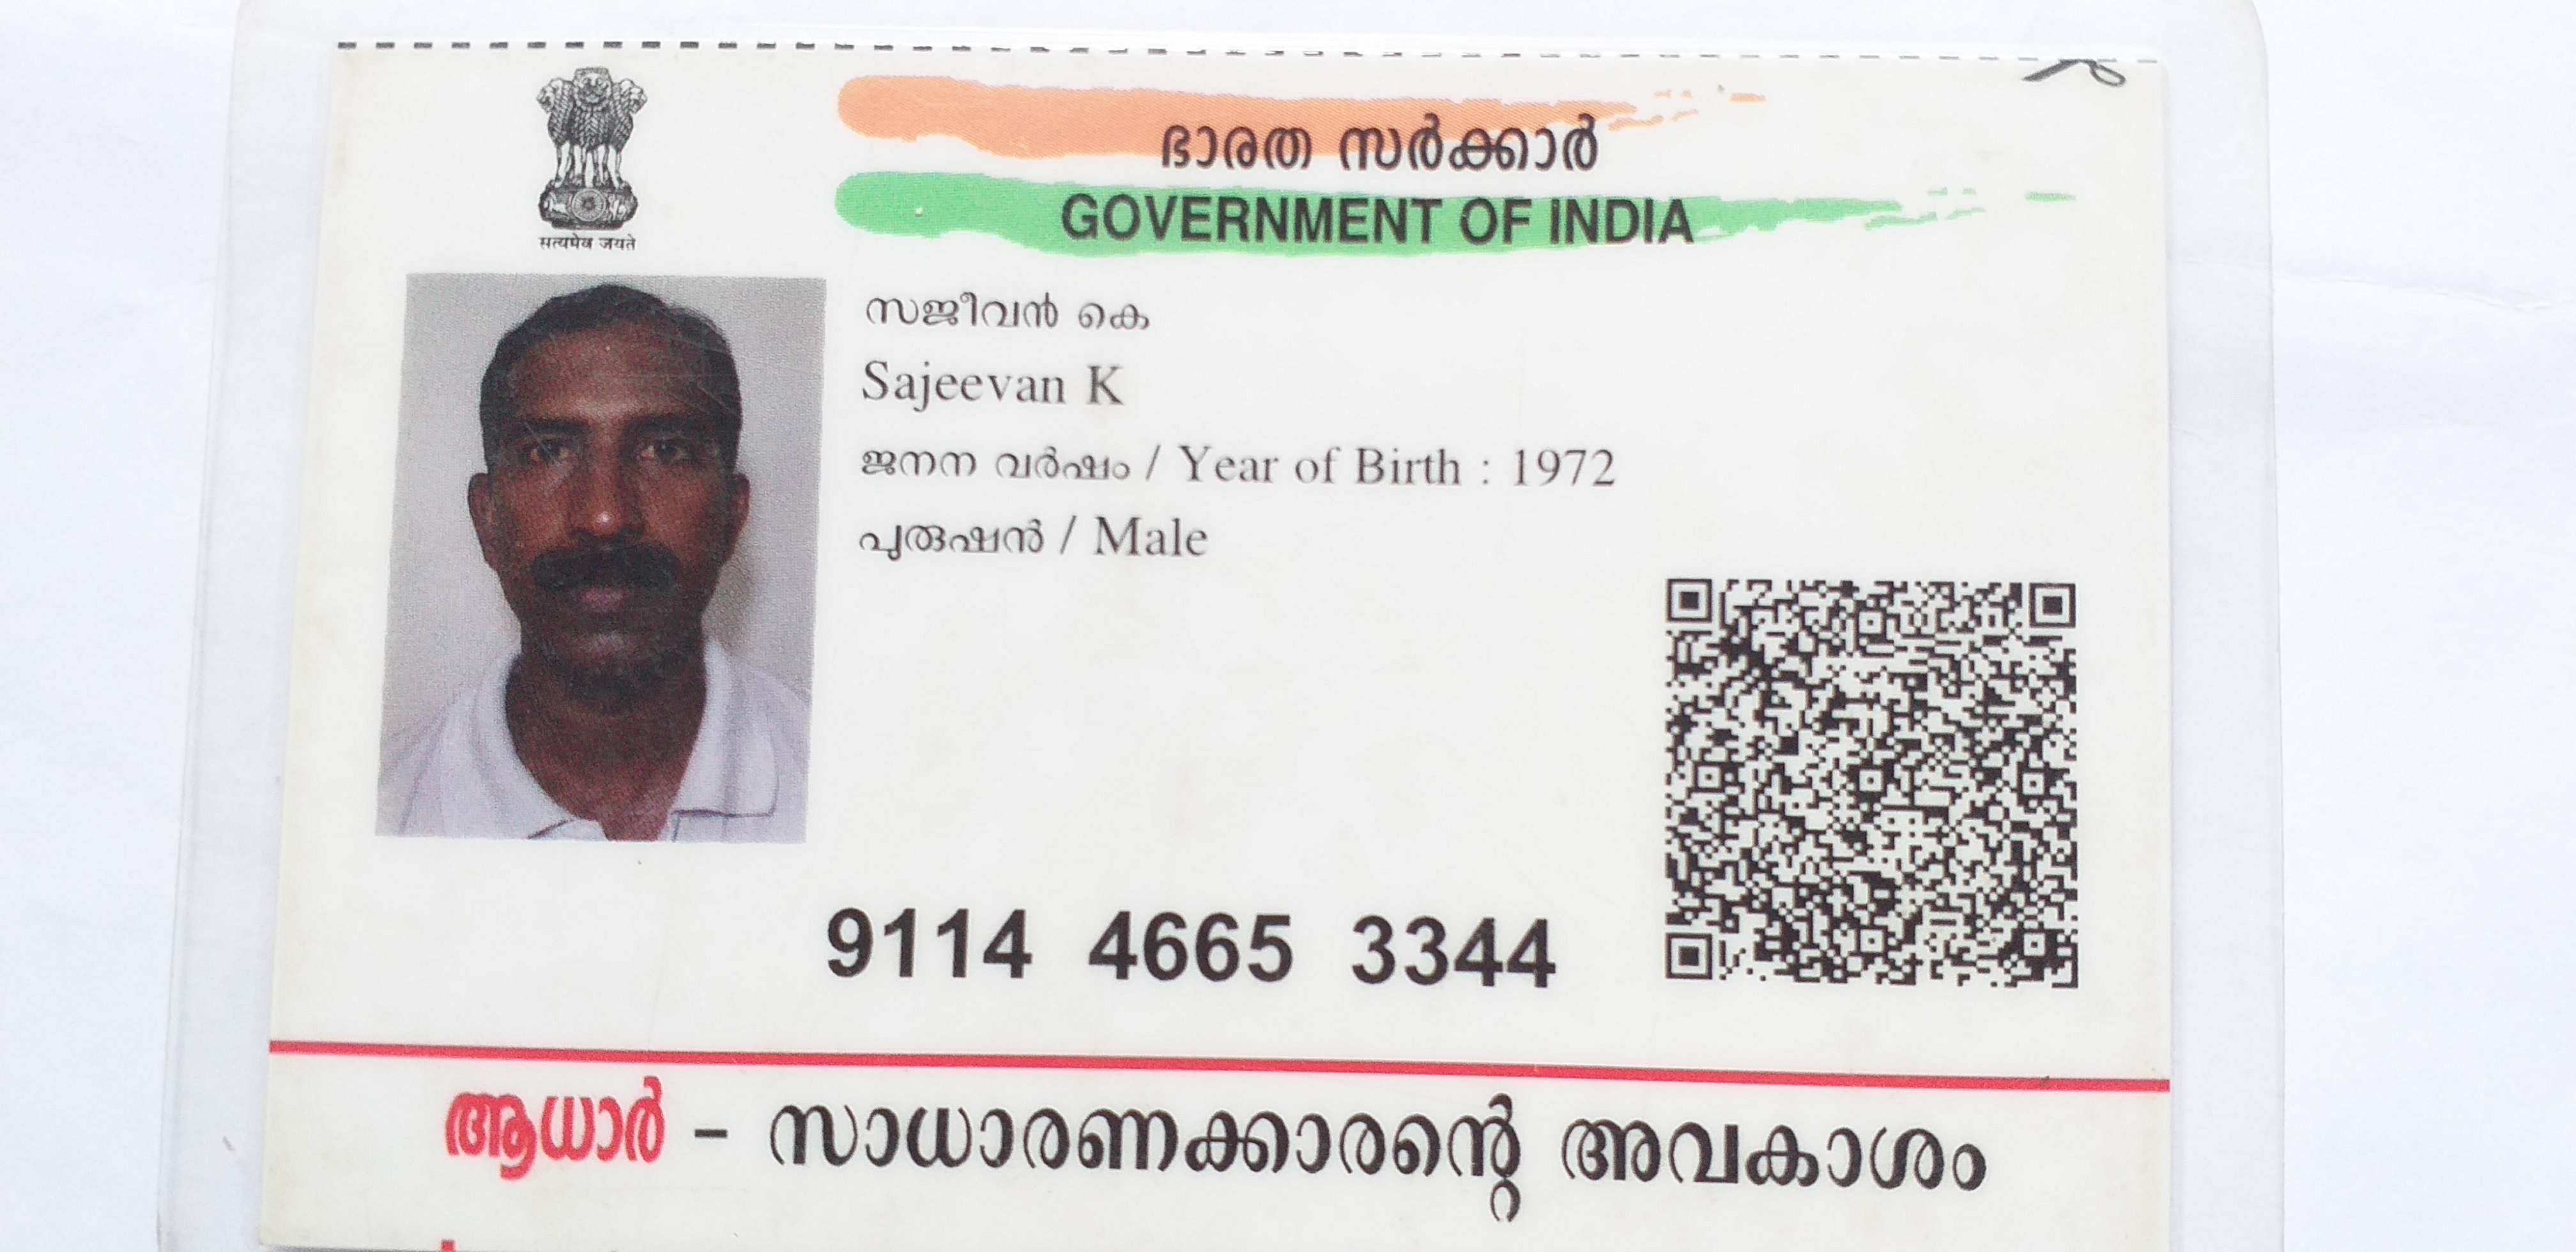 ഭാരത സർക്കാർ
GOVERNMENT OF INDIA
सत्यमेव जयते
സജീവൻ കെ
Sajeevan K
ജനന വർഷം / Year of Birth : 1972
പുരുഷൻ / Male
9114 4665 3344
ആധാർ - സാധാരണക്കാരന്റെ അവകാശം